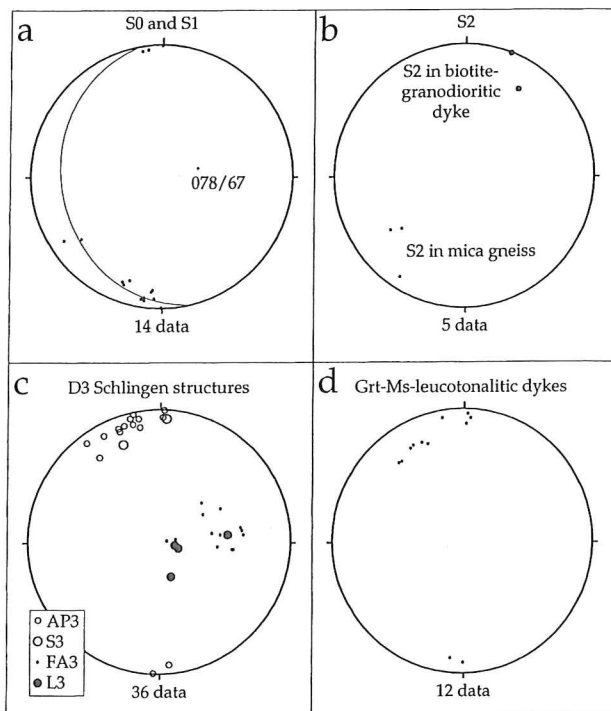 a
S0 and S1
078/67
14 data
b
S2
S2 in biotite-
granodioritic
dyke
S2 in mica gneiss
5 data
c
D3 Schlingen structures
AP3
S3
FA3
L3
36 data
d
Grt-Ms-leucotonalitic dykes
12 data